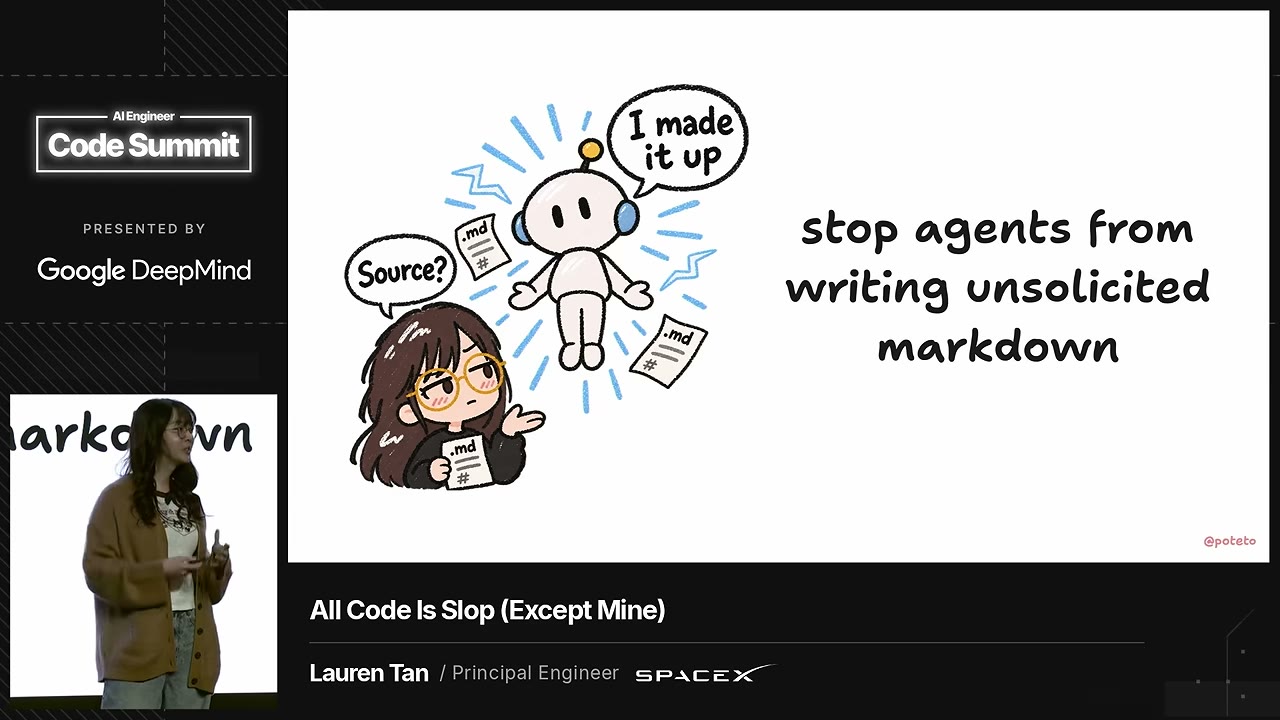 AI Engineer
Code Summit
PRESENTED BY
Google DeepMind
I made
it up
.md
#
Source?
.md
#
.md
#
stop agents from
writing unsolicited
markdown
@poteto
arkdown
All Code Is Slop (Except Mine)
Lauren Tan / Principal Engineer SPACEX